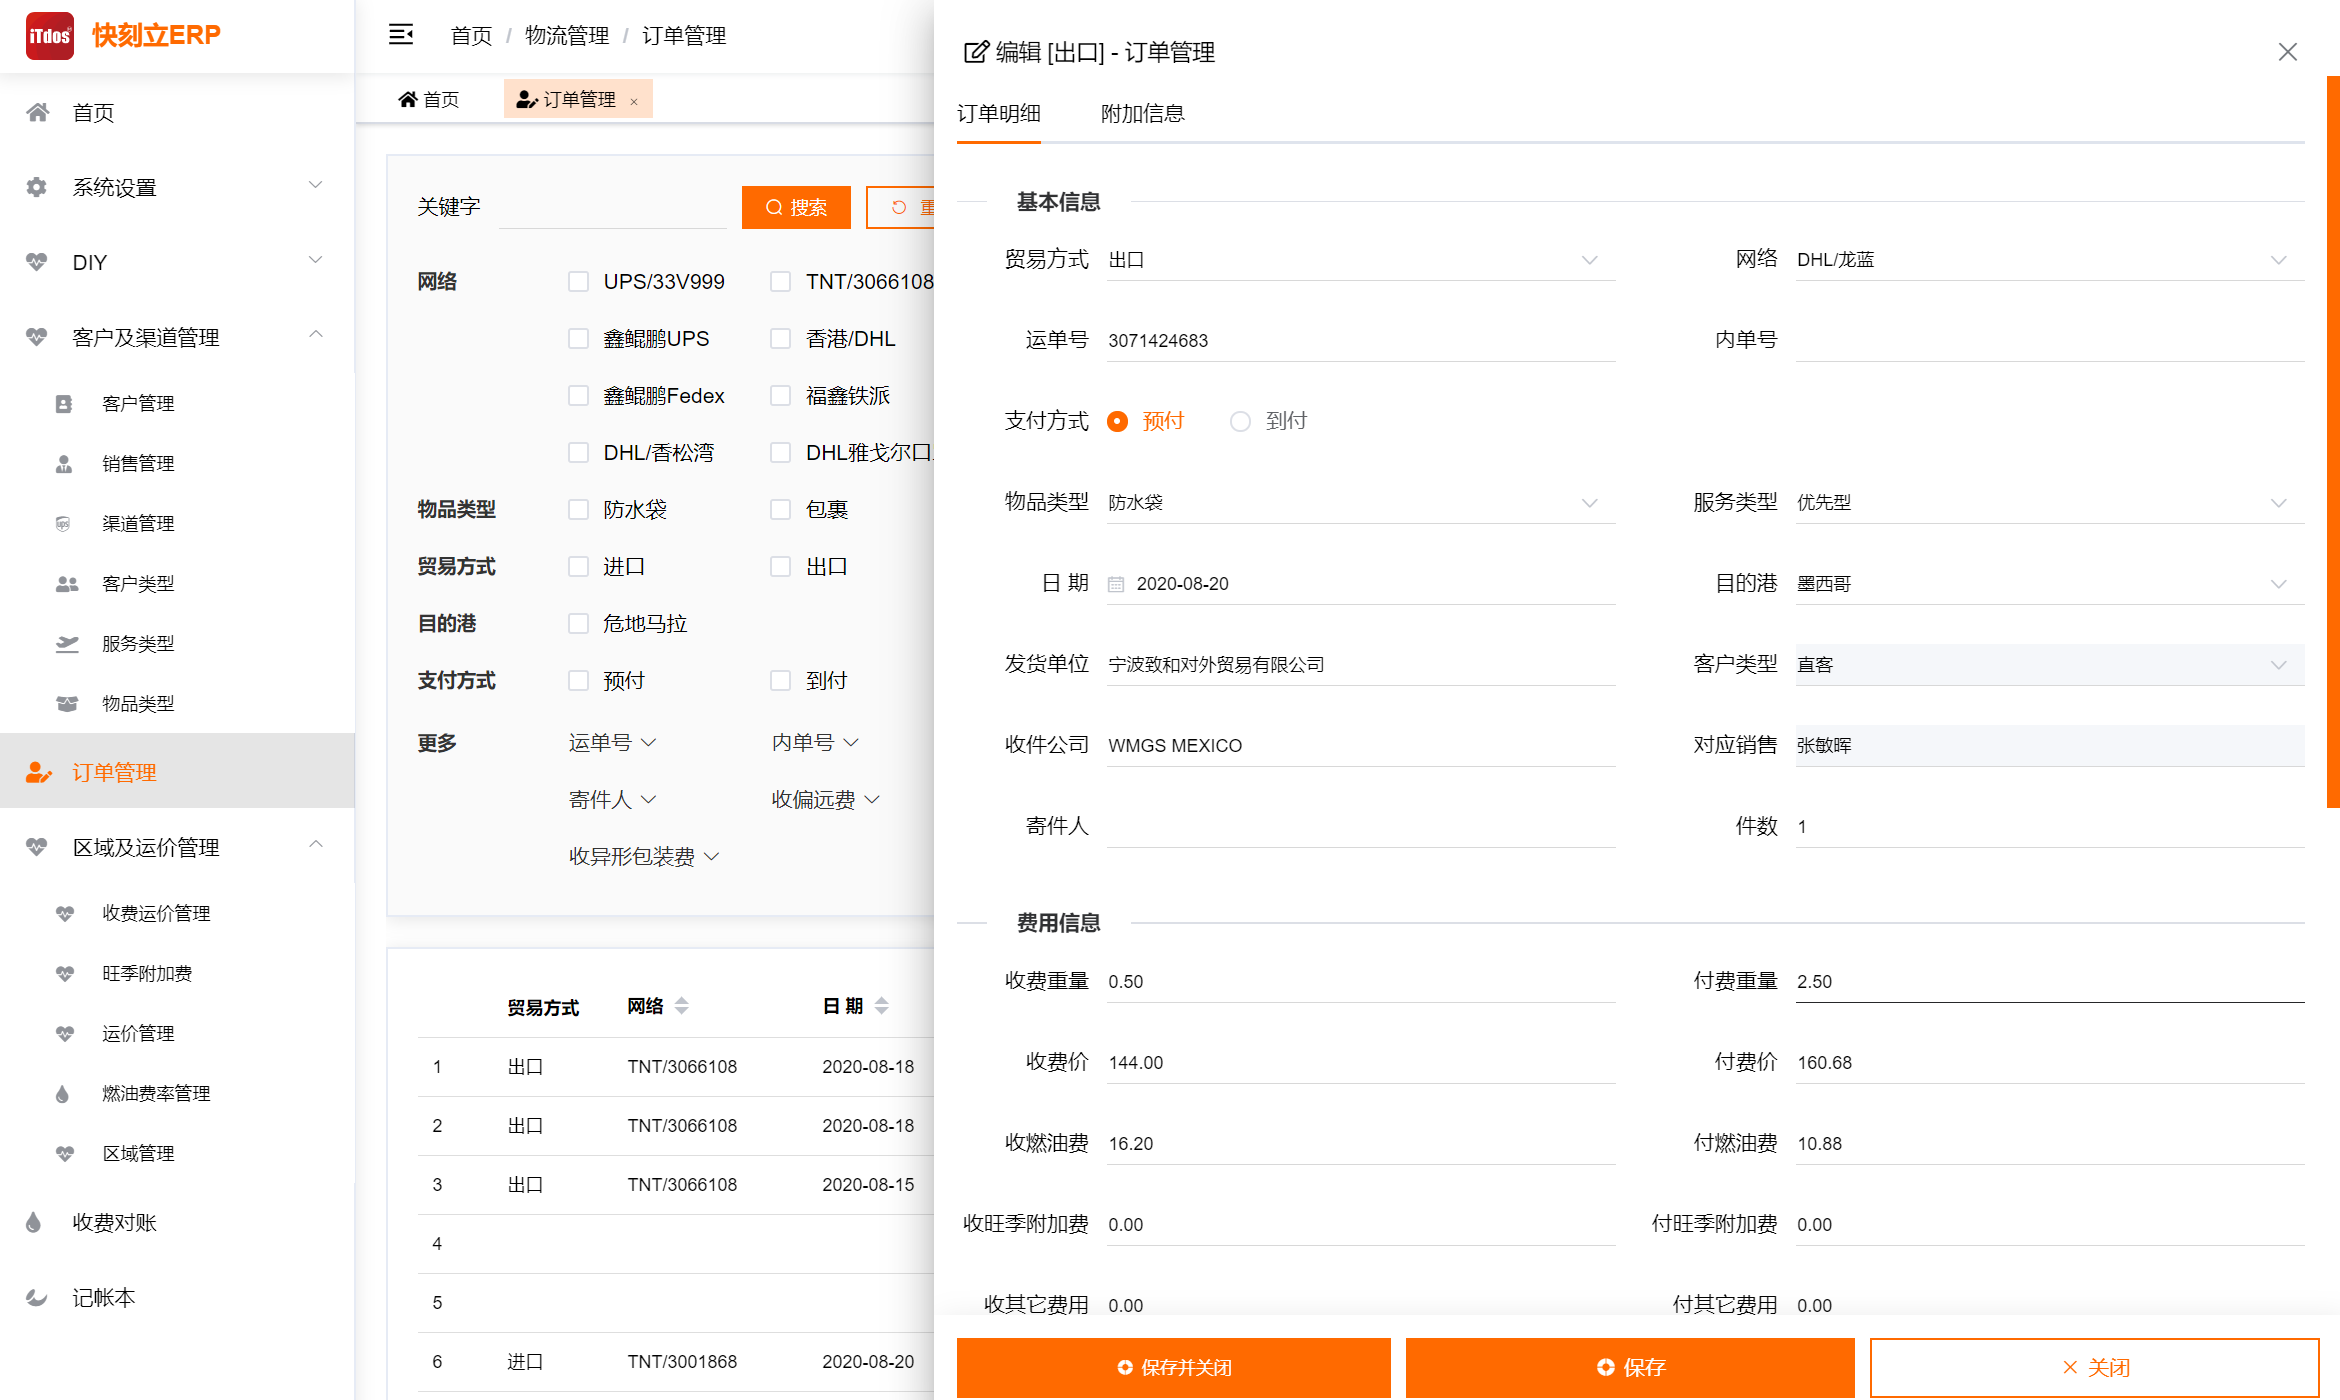 iTdos 快刻立ERP
首页
系统设置
DIY
客户及渠道管理
客户管理
销售管理
渠道管理
客户类型
服务类型
物品类型
订单管理
区域及运价管理
收费运价管理
旺季附加费
运价管理
燃油费率管理
区域管理
收费对账
记帐本
首页 / 物流管理 / 订单管理
首页 订单管理 ×
关键字 搜索 重
网络 UPS/33V999 TNT/3066108
鑫鲲鹏UPS 香港/DHL
鑫鲲鹏Fedex 福鑫铁派
DHL/香松湾 DHL雅戈尔口
物品类型 防水袋 包裹
贸易方式 进口 出口
目的港 危地马拉
支付方式 预付 到付
更多 运单号 内单号
寄件人 收偏远费
收异形包装费
贸易方式 网络 日 期
1 出口 TNT/3066108 2020-08-18
2 出口 TNT/3066108 2020-08-18
3 出口 TNT/3066108 2020-08-15
4
5
6 进口 TNT/3001868 2020-08-20
编辑 [出口] - 订单管理
订单明细 附加信息
基本信息
贸易方式 出口 网络 DHL/龙蓝
运单号 3071424683 内单号
支付方式 预付 到付
物品类型 防水袋 服务类型 优先型
日 期 2020-08-20 目的港 墨西哥
发货单位 宁波致和对外贸易有限公司 客户类型 直客
收件公司 WMGS MEXICO 对应销售 张敏晖
寄件人 件数 1
费用信息
收费重量 0.50 付费重量 2.50
收费价 144.00 付费价 160.68
收燃油费 16.20 付燃油费 10.88
收旺季附加费 0.00 付旺季附加费 0.00
收其它费用 0.00 付其它费用 0.00
保存并关闭 保存 关闭